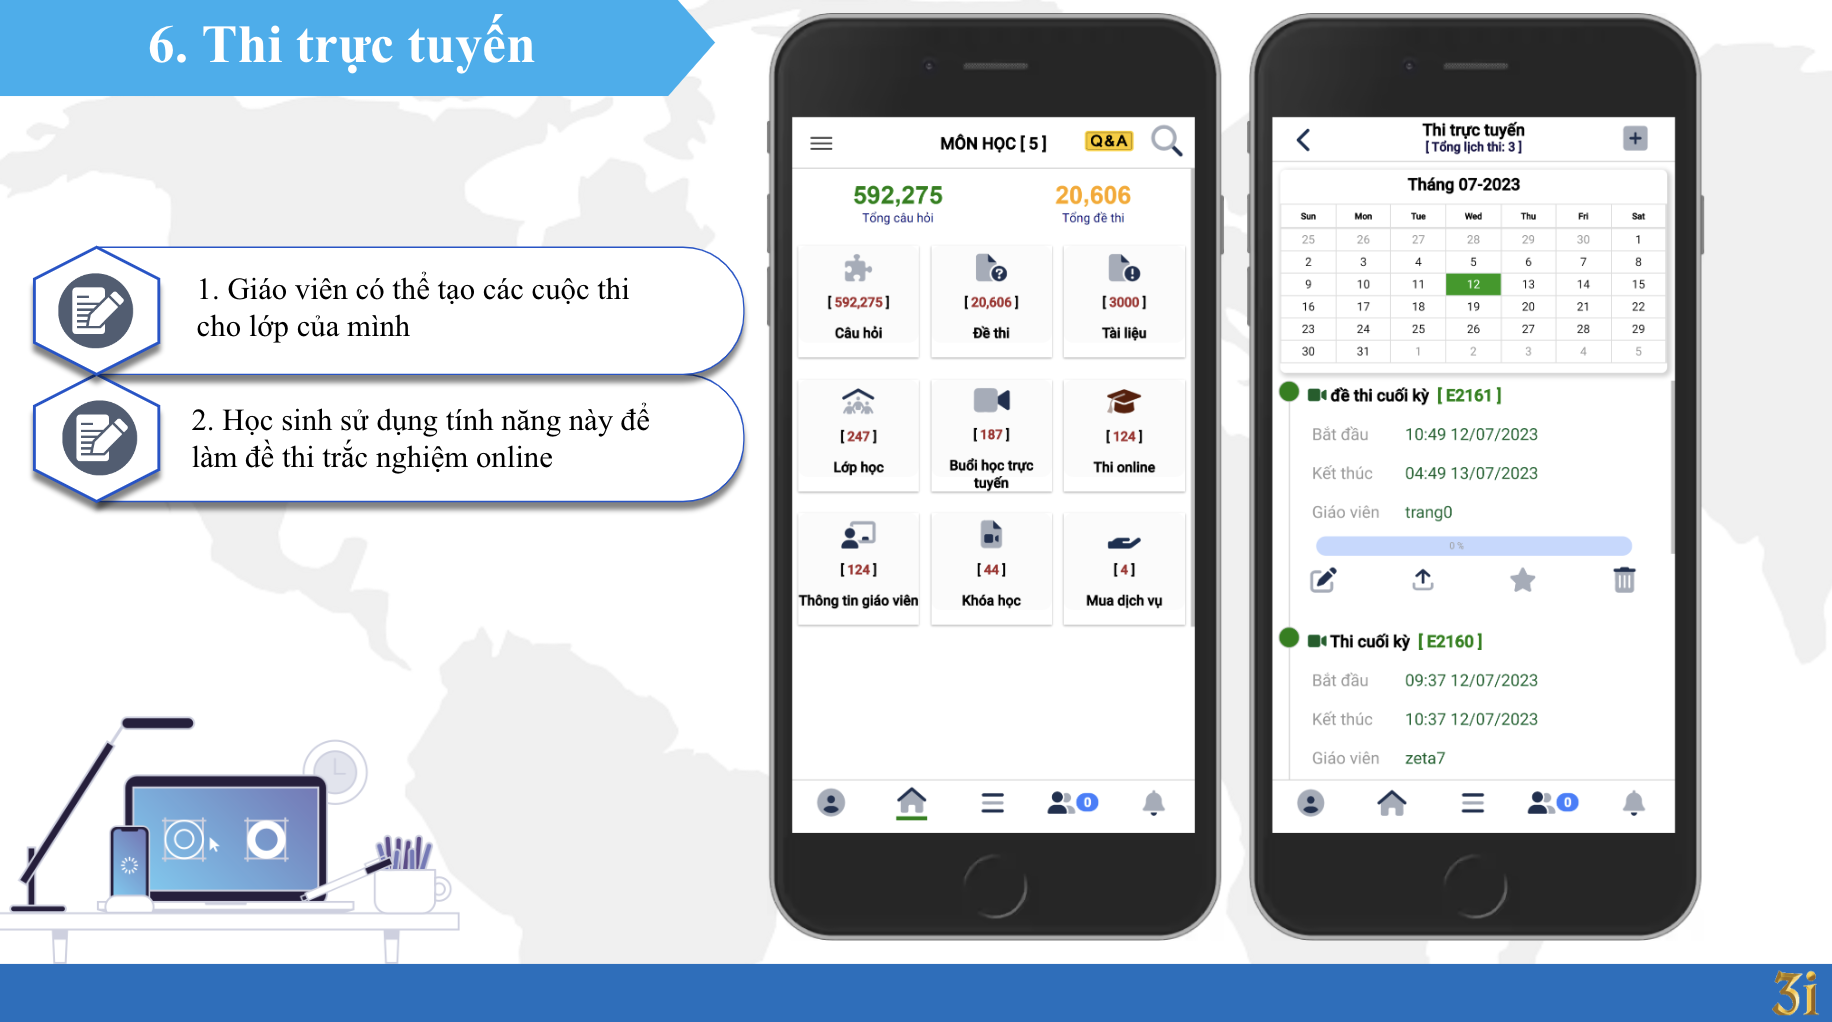 6. Thi trực tuyến
1. Giáo viên có thể tạo các cuộc thi
cho lớp của mình
2. Học sinh sử dụng tính năng này để
làm đề thi trắc nghiệm online
MÔN HỌC [ 5 ]
Q&A
592,275
Tổng câu hỏi
20,606
Tổng đề thi
[ 592,275 ]
Câu hỏi
[ 20,606 ]
Đề thi
[ 3000 ]
Tài liệu
[ 247 ]
Lớp học
[ 187 ]
Buổi học trực
tuyến
[ 124 ]
Thi online
[ 124 ]
Thông tin giáo viên
[ 44 ]
Khóa học
[ 4 ]
Mua dịch vụ
0
Thi trực tuyến
[ Tổng lịch thi: 3 ]
Tháng 07-2023
Sun Mon Tue Wed Thu Fri Sat
25 26 27 28 29 30 1
2 3 4 5 6 7 8
9 10 11 12 13 14 15
16 17 18 19 20 21 22
23 24 25 26 27 28 29
30 31 1 2 3 4 5
đề thi cuối kỳ [ E2161 ]
Bắt đầu 10:49 12/07/2023
Kết thúc 04:49 13/07/2023
Giáo viên trang0
0 %
Thi cuối kỳ [ E2160 ]
Bắt đầu 09:37 12/07/2023
Kết thúc 10:37 12/07/2023
Giáo viên zeta7
0
3i